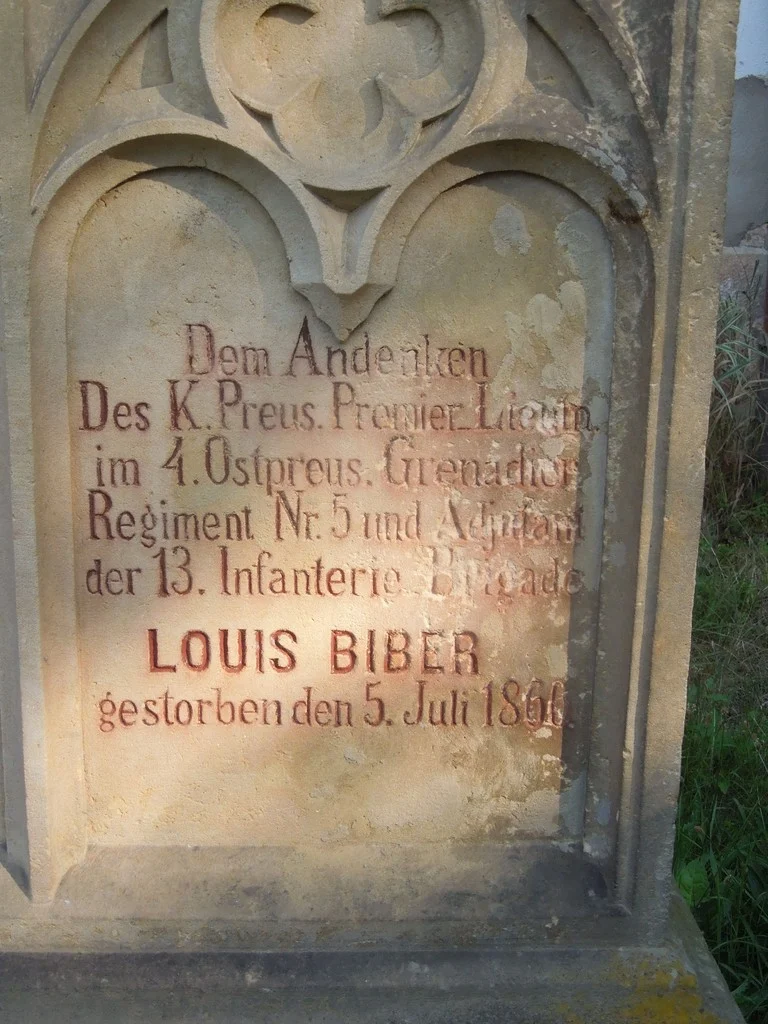 Dem Andenken
Des K. Preus. Premier Lieutn.
im 4. Ostpreus. Grenadier
Regiment Nr. 5 und Adjutant
der 13. Infanterie Brigade
LOUIS BIBER
gestorben den 5. Juli 1866.